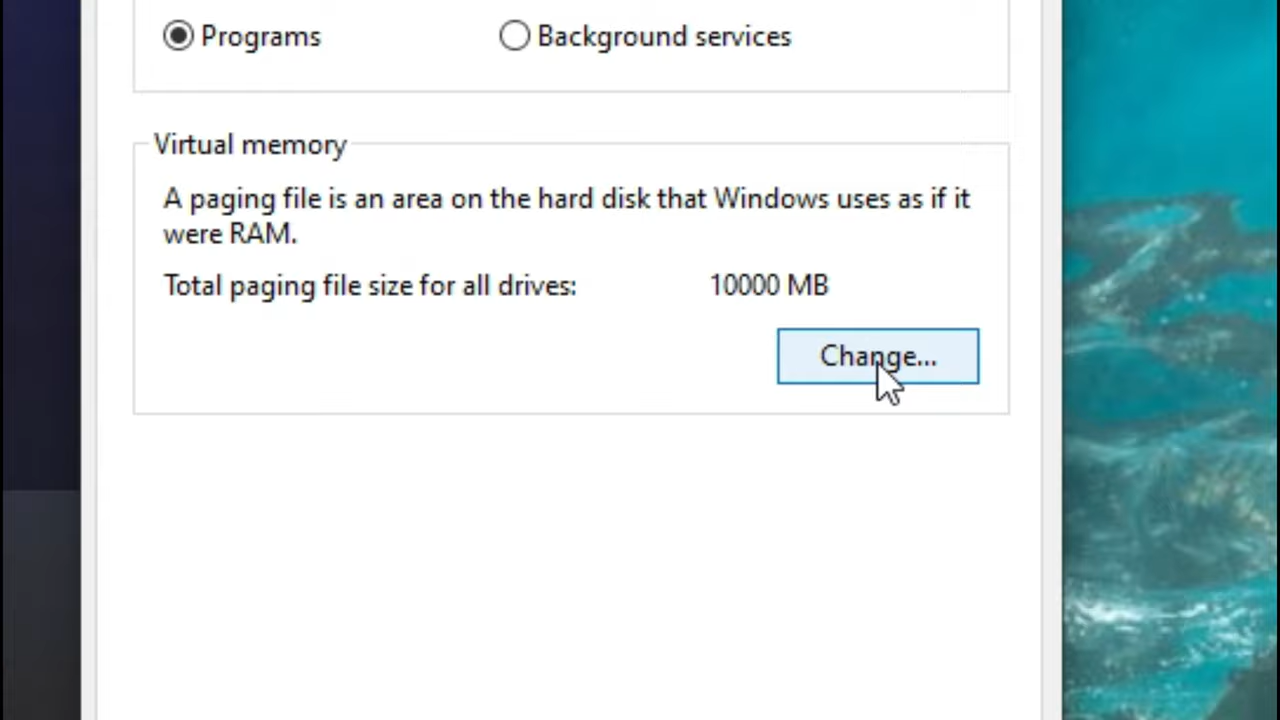 Programs
Background services
Virtual memory
A paging file is an area on the hard disk that Windows uses as if it
were RAM.
Total paging file size for all drives: 10000 MB
Change...